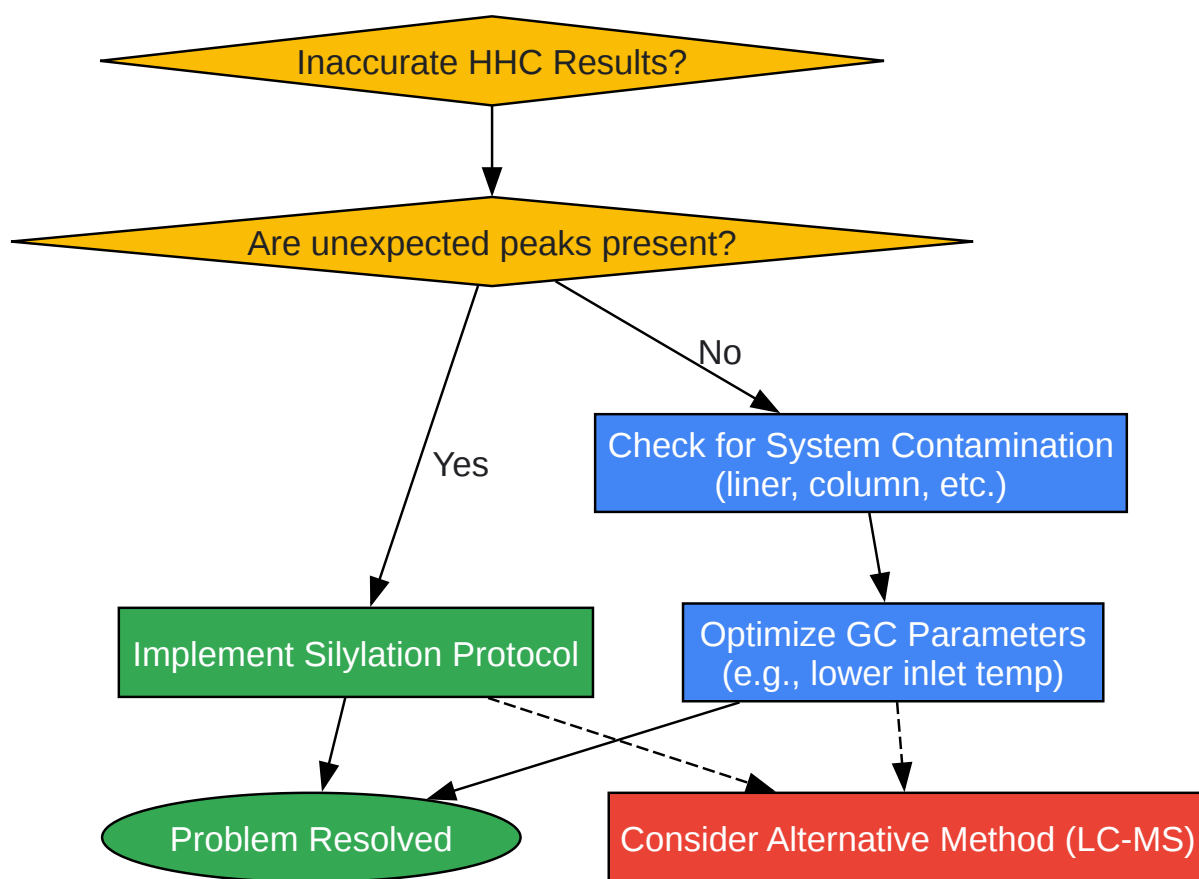 Inaccurate HHC Results?
Are unexpected peaks present?
No
Yes
Check for System Contamination
(liner, column, etc.)
Implement Silylation Protocol
Optimize GC Parameters
(e.g., lower inlet temp)
Problem Resolved
Consider Alternative Method (LC-MS)